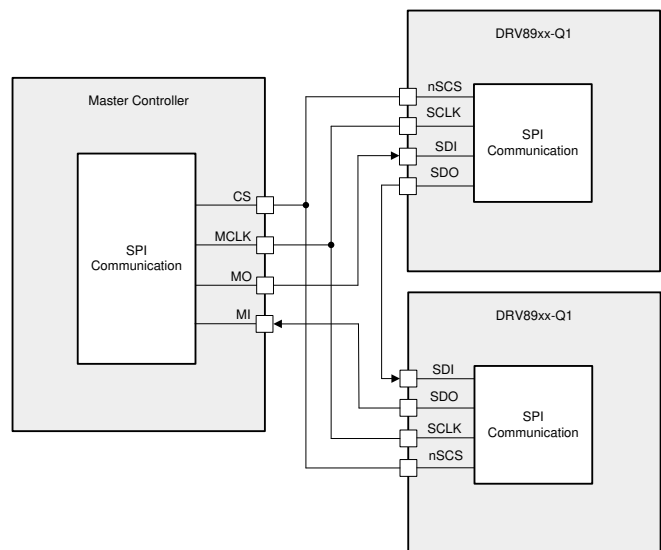 Master Controller
SPI
Communication
CS
MCLK
MO
MI
DRV89xx-Q1
nSCS
SCLK
SDI
SDO
SPI
Communication
DRV89xx-Q1
SDI
SDO
SCLK
nSCS
SPI
Communication